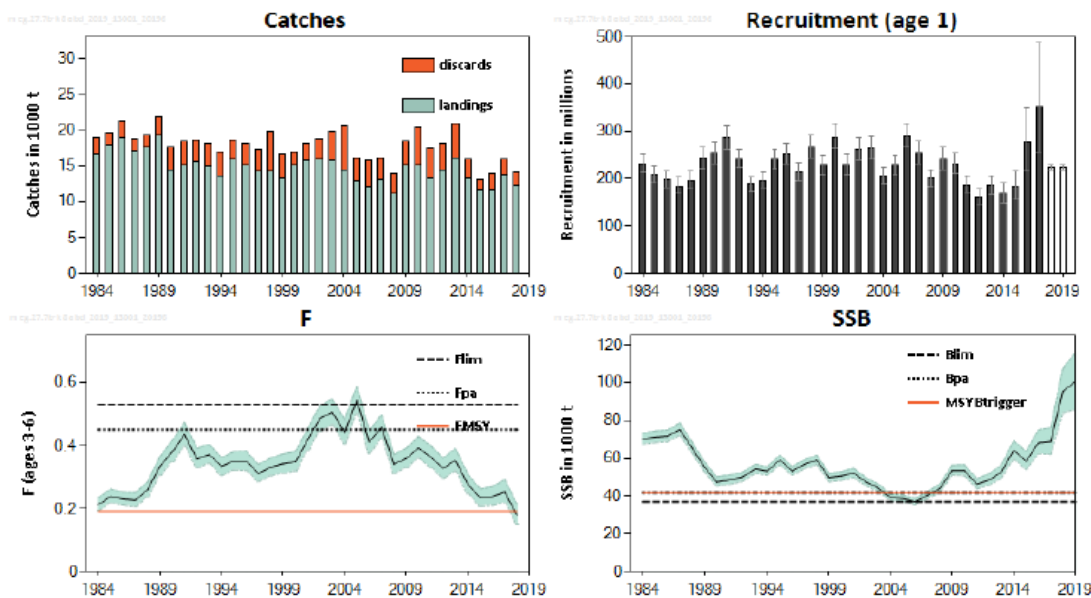 Catches
Catches in 1000 t
discards
landings
30
25
20
15
10
5
0
1984 1989 1994 1999 2004 2009 2014 2019
Recruitment (age 1)
Recruitment in millions
500
400
300
200
100
0
1984 1989 1994 1999 2004 2009 2014 2019
F
F (ages 3-6)
Flim
Fpa
FMSY
0.6
0.4
0.2
0
1984 1989 1994 1999 2004 2009 2014 2019
SSB
SSB in 1000 t
Blim
Bpa
MSYBtrigger
120
100
80
60
40
20
0
1984 1989 1994 1999 2004 2009 2014 2019